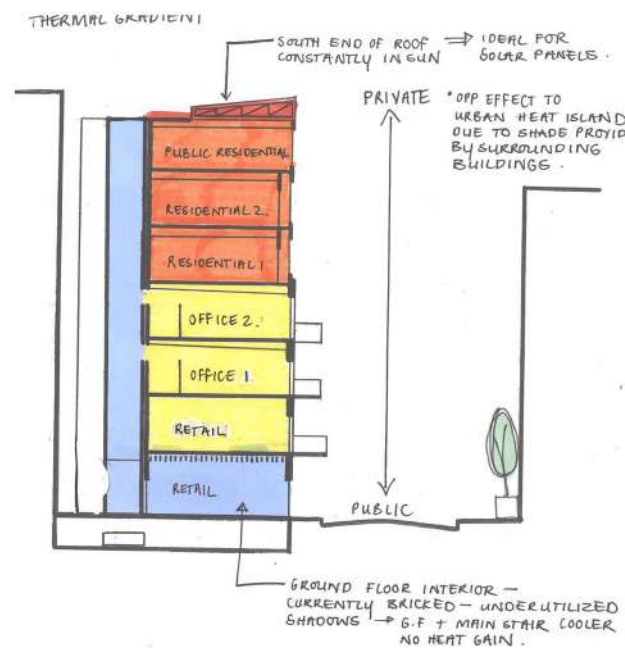 THERMAL GRADIENT
SOUTH END OF ROOF ⇒ IDEAL FOR
CONSTANTLY IN SUN SOLAR PANELS.
PRIVATE
*OPP EFFECT TO
URBAN HEAT ISLAND
DUE TO SHADE PROVID
BY SURROUNDING
BUILDINGS.
PUBLIC RESIDENTIAL
RESIDENTIAL 2.
RESIDENTIAL 1
OFFICE 2.
OFFICE 1
RETAIL
RETAIL
PUBLIC
GROUND FLOOR INTERIOR —
CURRENTLY BRICKED — UNDERUTILIZED
SHADOWS → G.F + MAIN STAIR COOLER
NO HEAT GAIN.